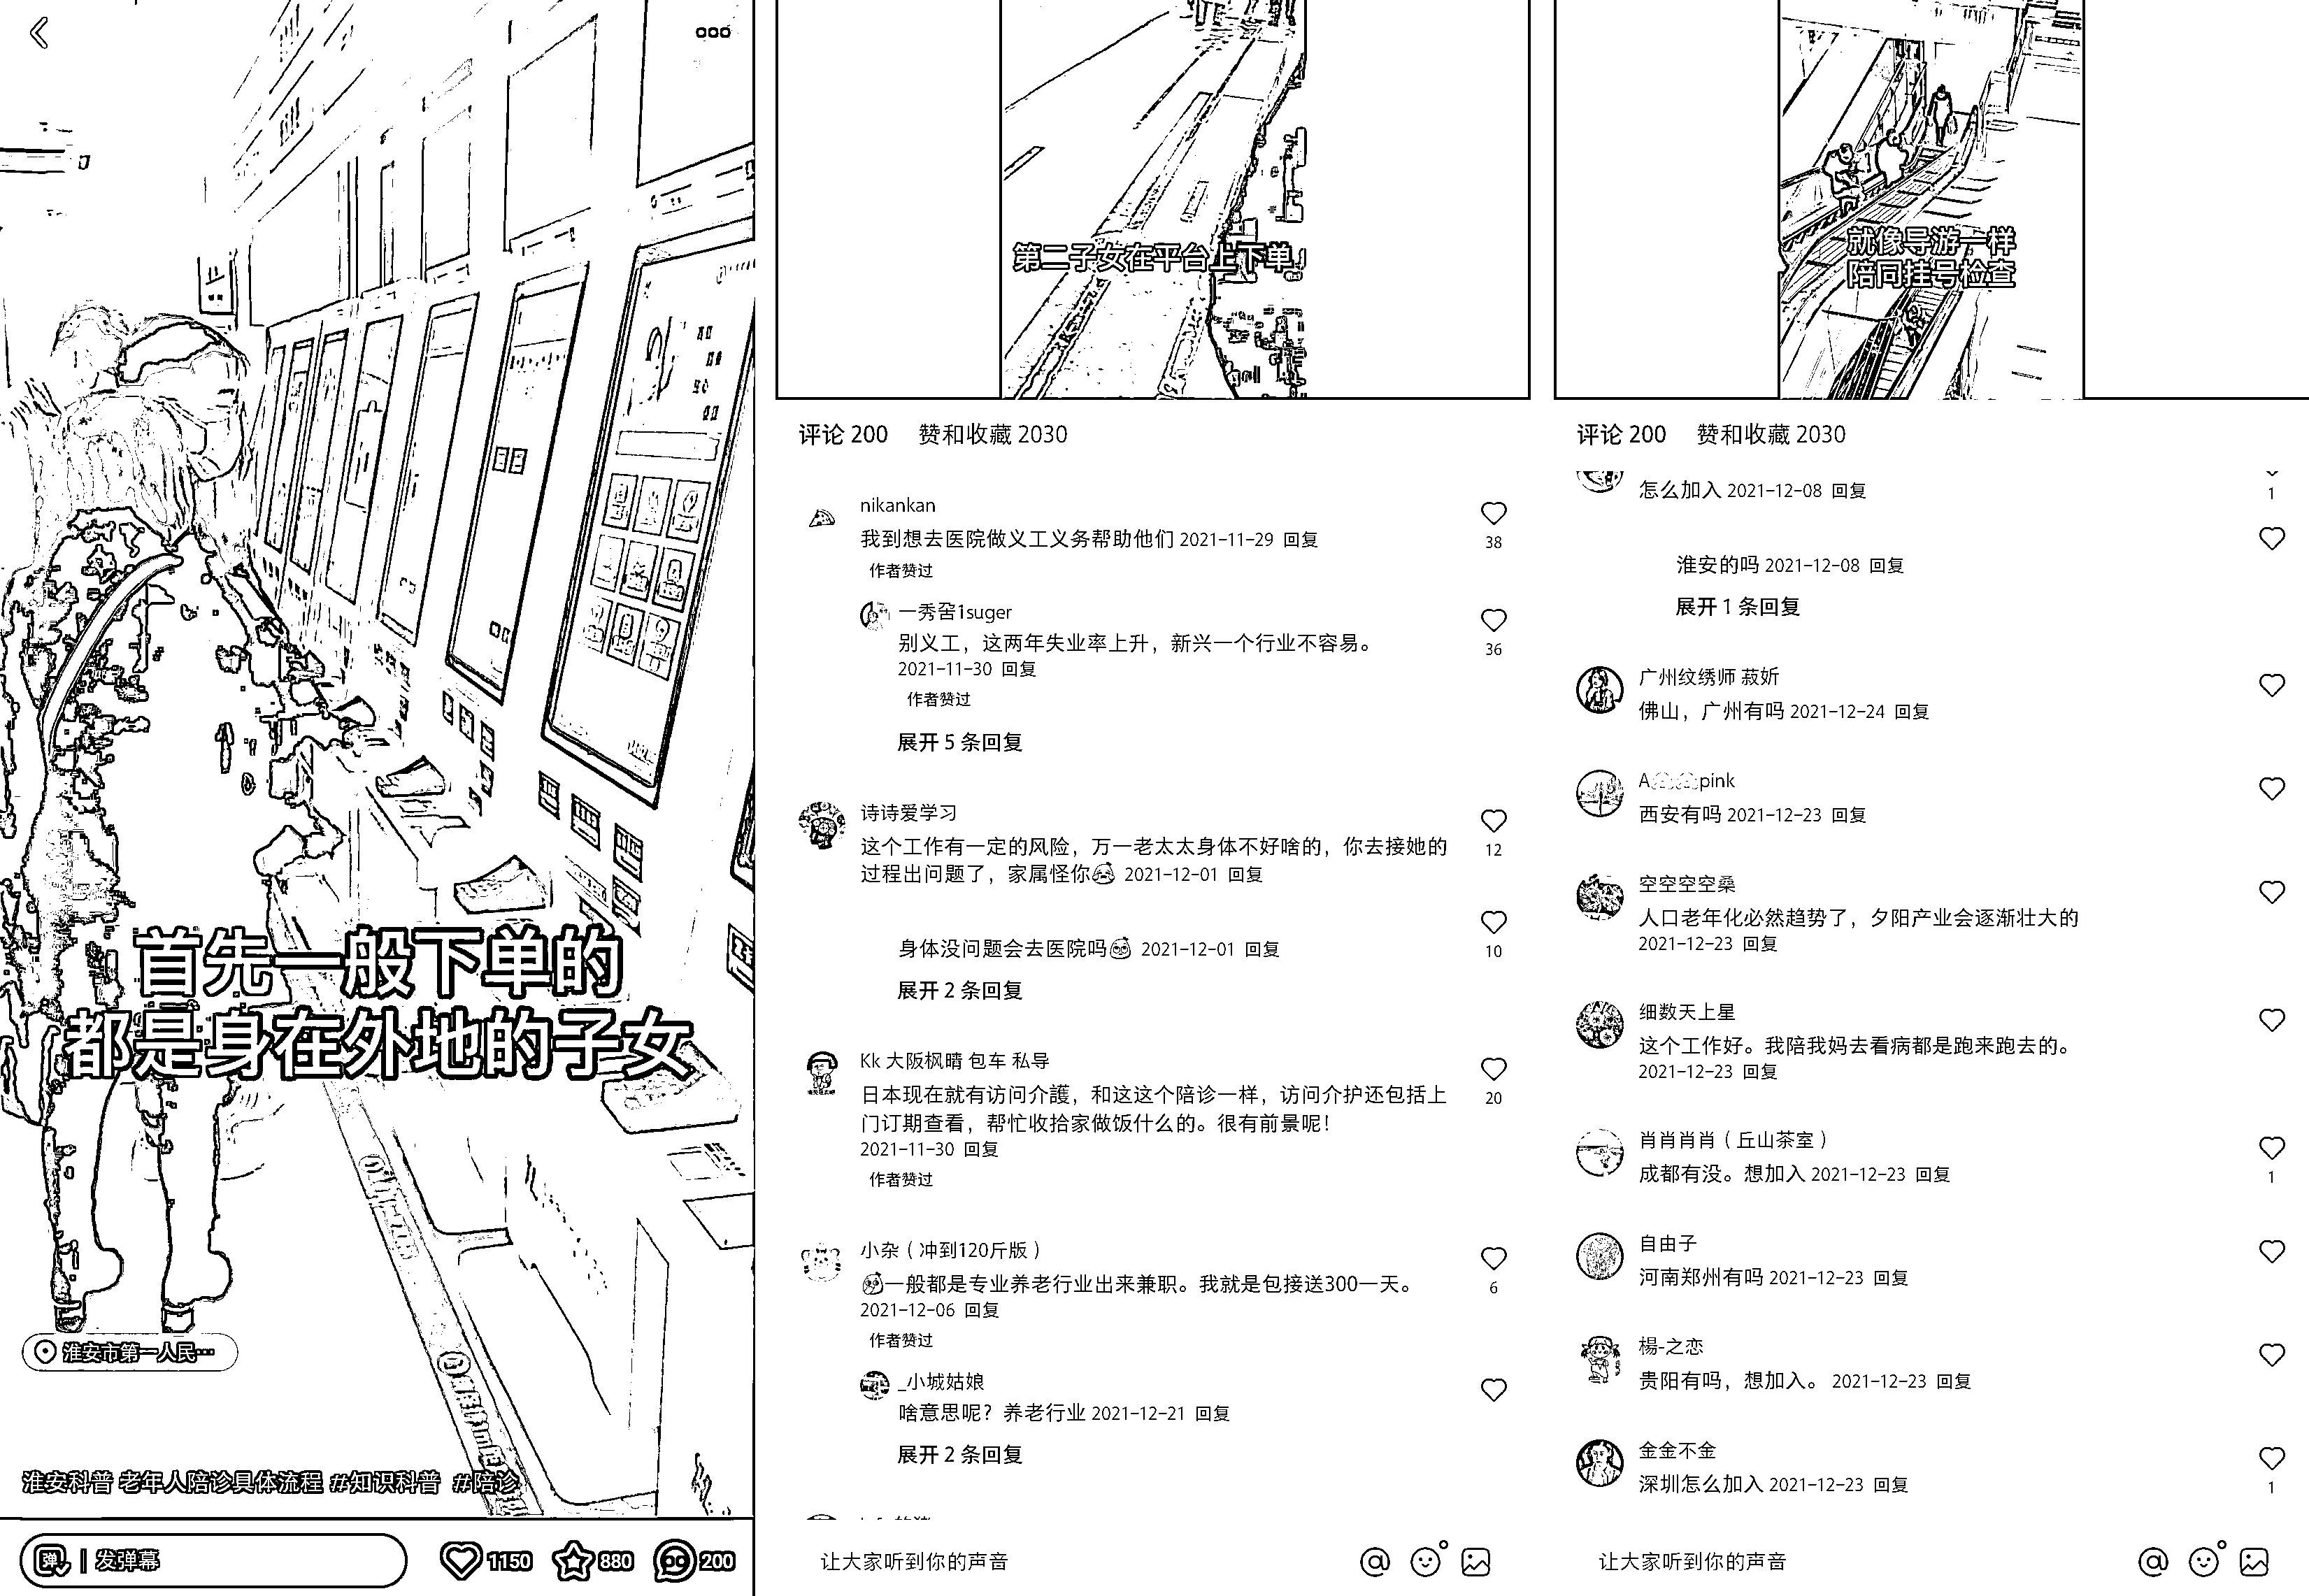 首先一般下单的
都是身在外地的子女
淮安市第一人民…
淮安科普 老年人陪诊具体流程 #知识科普 #陪诊
弹 发弹幕
1150
880
200
第二子女在平台上下单
评论 200 赞和收藏 2030
nikankan
我到想去医院做义工义务帮助他们 2021-11-29 回复
38
作者赞过
一秀窑1suger
别义工，这两年失业率上升，新兴一个行业不容易。
2021-11-30 回复
36
作者赞过
展开 5 条回复
诗诗爱学习
这个工作有一定的风险，万一老太太身体不好啥的，你去接她的
过程出问题了，家属怪你 2021-12-01 回复
12
身体没问题会去医院吗 2021-12-01 回复
10
展开 2 条回复
Kk 大阪枫晴 包车 私导
日本现在就有访问介護，和这这个陪诊一样，访问介护还包括上
门订期查看，帮忙收拾家做饭什么的。很有前景呢！
2021-11-30 回复
20
作者赞过
小杂（冲到120斤版）
一般都是专业养老行业出来兼职。我就是包接送300一天。
2021-12-06 回复
6
作者赞过
_小城姑娘
啥意思呢？养老行业 2021-12-21 回复
展开 2 条回复
让大家听到你的声音
就像导游一样
陪同挂号检查
评论 200 赞和收藏 2030
怎么加入 2021-12-08 回复
1
淮安的吗 2021-12-08 回复
展开 1 条回复
广州纹绣师 菽妡
佛山，广州有吗 2021-12-24 回复
A pink
西安有吗 2021-12-23 回复
空空空空桑
人口老年化必然趋势了，夕阳产业会逐渐壮大的
2021-12-23 回复
细数天上星
这个工作好。我陪我妈去看病都是跑来跑去的。
2021-12-23 回复
肖肖肖肖（丘山茶室）
成都有没。想加入 2021-12-23 回复
1
自由子
河南郑州有吗 2021-12-23 回复
楊-之恋
贵阳有吗，想加入。 2021-12-23 回复
金金不金
深圳怎么加入 2021-12-23 回复
1
让大家听到你的声音